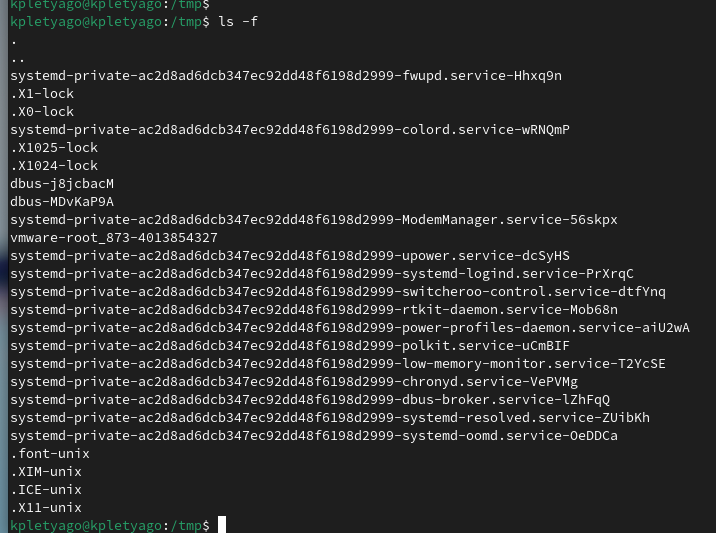 kpletyago@kpletyago:/tmp$
kpletyago@kpletyago:/tmp$ ls -f
.
..
systemd-private-ac2d8ad6dcb347ec92dd48f6198d2999-fwupd.service-Hhxq9n
.X1-lock
.X0-lock
systemd-private-ac2d8ad6dcb347ec92dd48f6198d2999-colord.service-wRNQmP
.X1025-lock
.X1024-lock
dbus-j8jcbacM
dbus-MDvKaP9A
systemd-private-ac2d8ad6dcb347ec92dd48f6198d2999-ModemManager.service-56skpx
vmware-root_873-4013854327
systemd-private-ac2d8ad6dcb347ec92dd48f6198d2999-upower.service-dcSyHS
systemd-private-ac2d8ad6dcb347ec92dd48f6198d2999-systemd-logind.service-PrXrqC
systemd-private-ac2d8ad6dcb347ec92dd48f6198d2999-switcheroo-control.service-dtfYnq
systemd-private-ac2d8ad6dcb347ec92dd48f6198d2999-rtkit-daemon.service-Mob68n
systemd-private-ac2d8ad6dcb347ec92dd48f6198d2999-power-profiles-daemon.service-aiU2wA
systemd-private-ac2d8ad6dcb347ec92dd48f6198d2999-polkit.service-uCmBIF
systemd-private-ac2d8ad6dcb347ec92dd48f6198d2999-low-memory-monitor.service-T2YcSE
systemd-private-ac2d8ad6dcb347ec92dd48f6198d2999-chronyd.service-VePVMg
systemd-private-ac2d8ad6dcb347ec92dd48f6198d2999-dbus-broker.service-lZhFqQ
systemd-private-ac2d8ad6dcb347ec92dd48f6198d2999-systemd-resolved.service-ZUibKh
systemd-private-ac2d8ad6dcb347ec92dd48f6198d2999-systemd-oomd.service-OeDDCa
.font-unix
.XIM-unix
.ICE-unix
.X11-unix
kpletyago@kpletyago:/tmp$